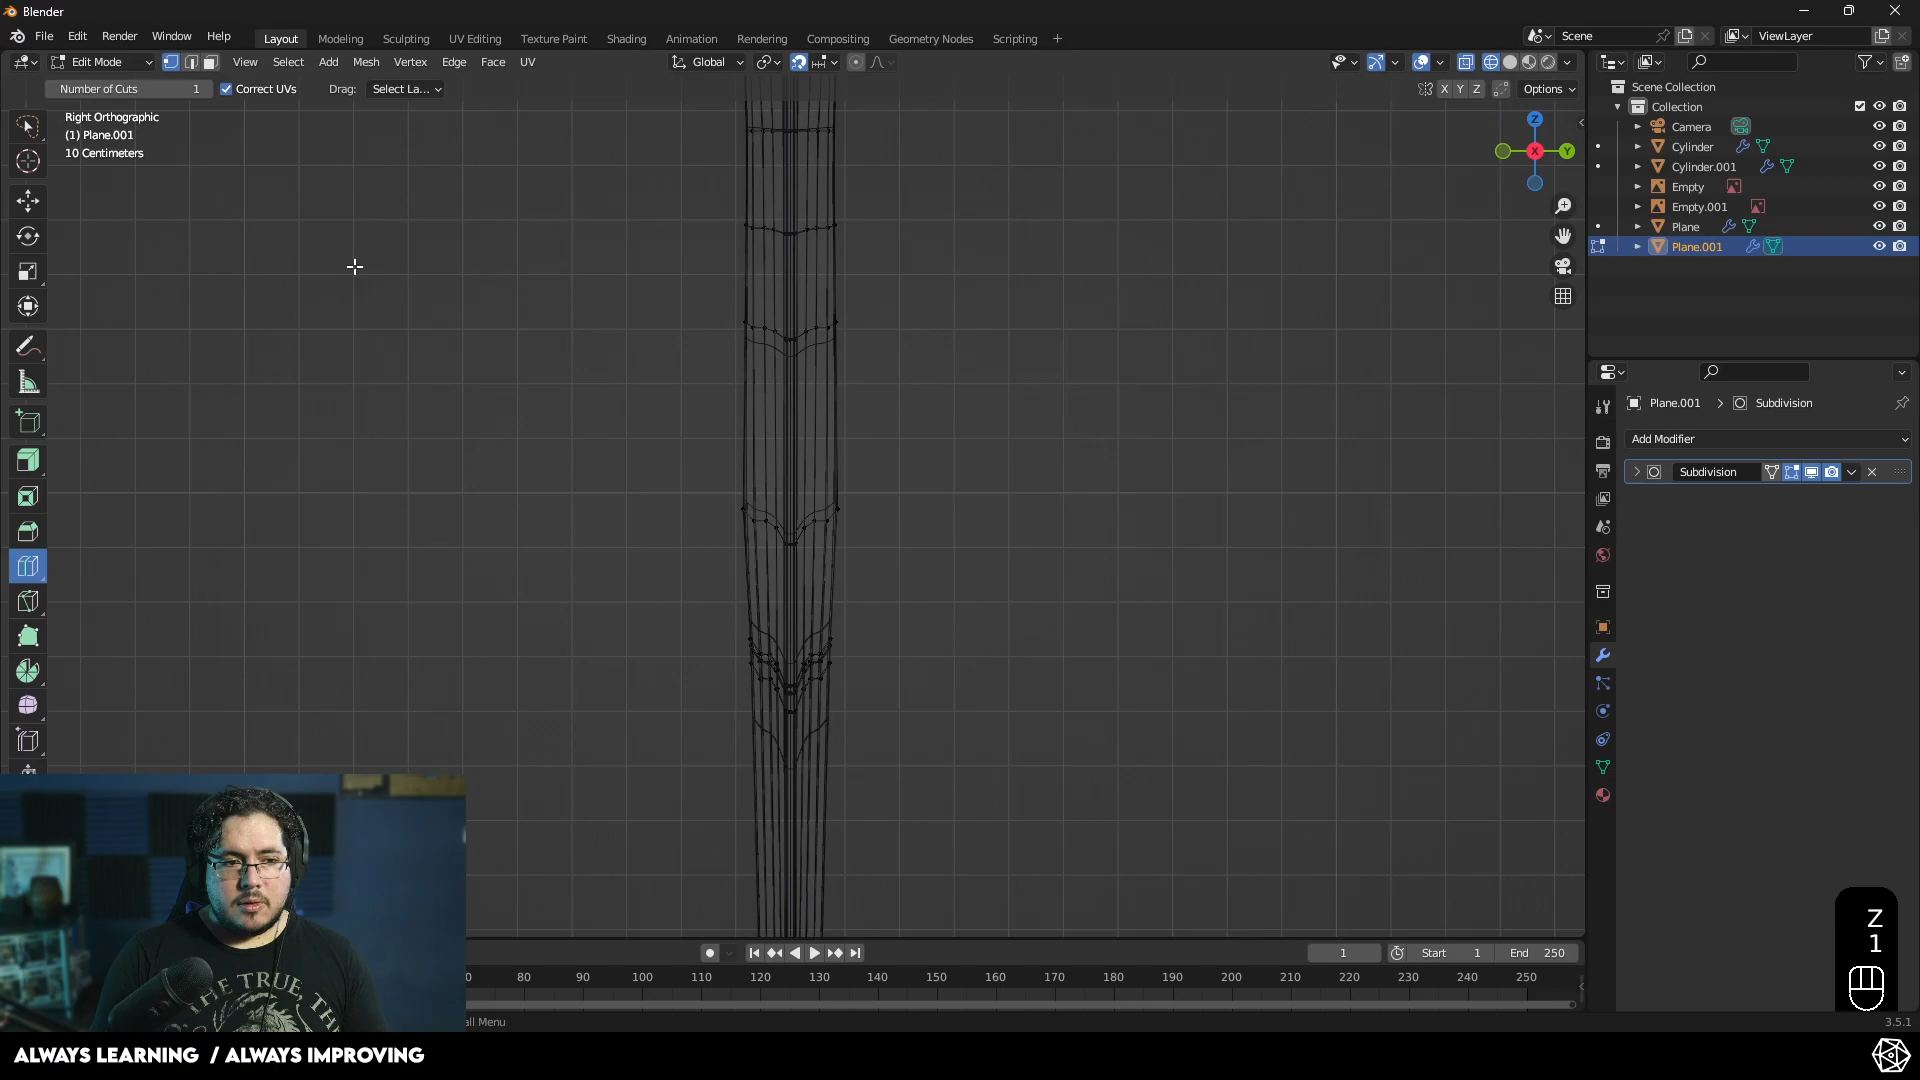 Blender
File Edit Render Window Help
Layout Modeling Sculpting UV Editing Texture Paint Shading Animation Rendering Compositing Geometry Nodes Scripting +
Scene
ViewLayer
Edit Mode
View Select Add Mesh Vertex Edge Face UV
Global
Number of Cuts 1
Correct UVs
Drag: Select La...
X Y Z
Options
Right Orthographic
(1) Plane.001
10 Centimeters
Z
X
Y
Scene Collection
Collection
Camera
Cylinder
Cylinder.001
Empty
Empty.001
Plane
Plane.001
Plane.001 > Subdivision
Add Modifier
Subdivision
1
Start 1
End 250
80 90 100 110 120 130 140 150 160 170 180 190 200 210 220 230 240 250
all Menu
3.5.1
Z
1
THE TRUE, TH
ALWAYS LEARNING / ALWAYS IMPROVING